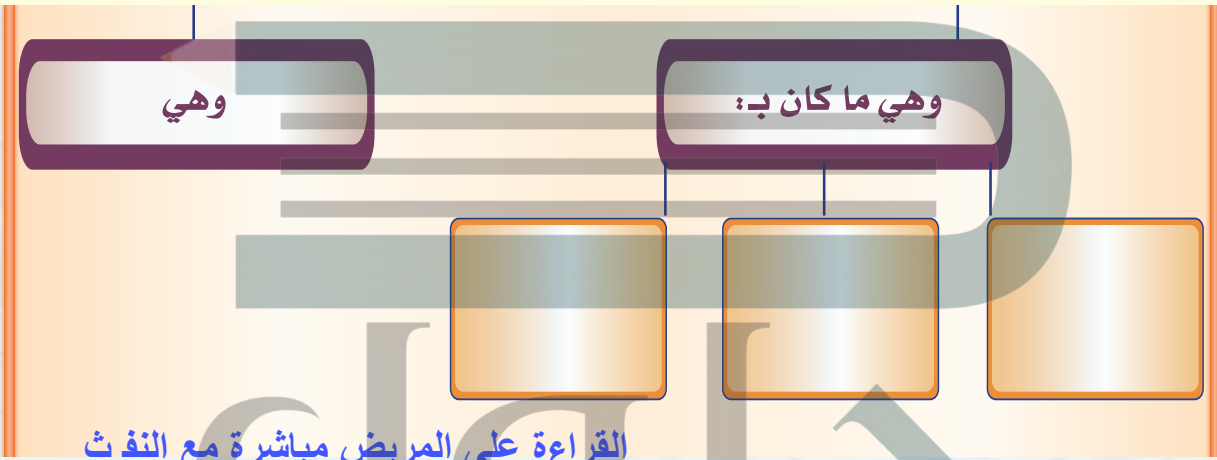 وهي ما كان بـ:
وهي
القراءة على المريض مباشرة مع النفث